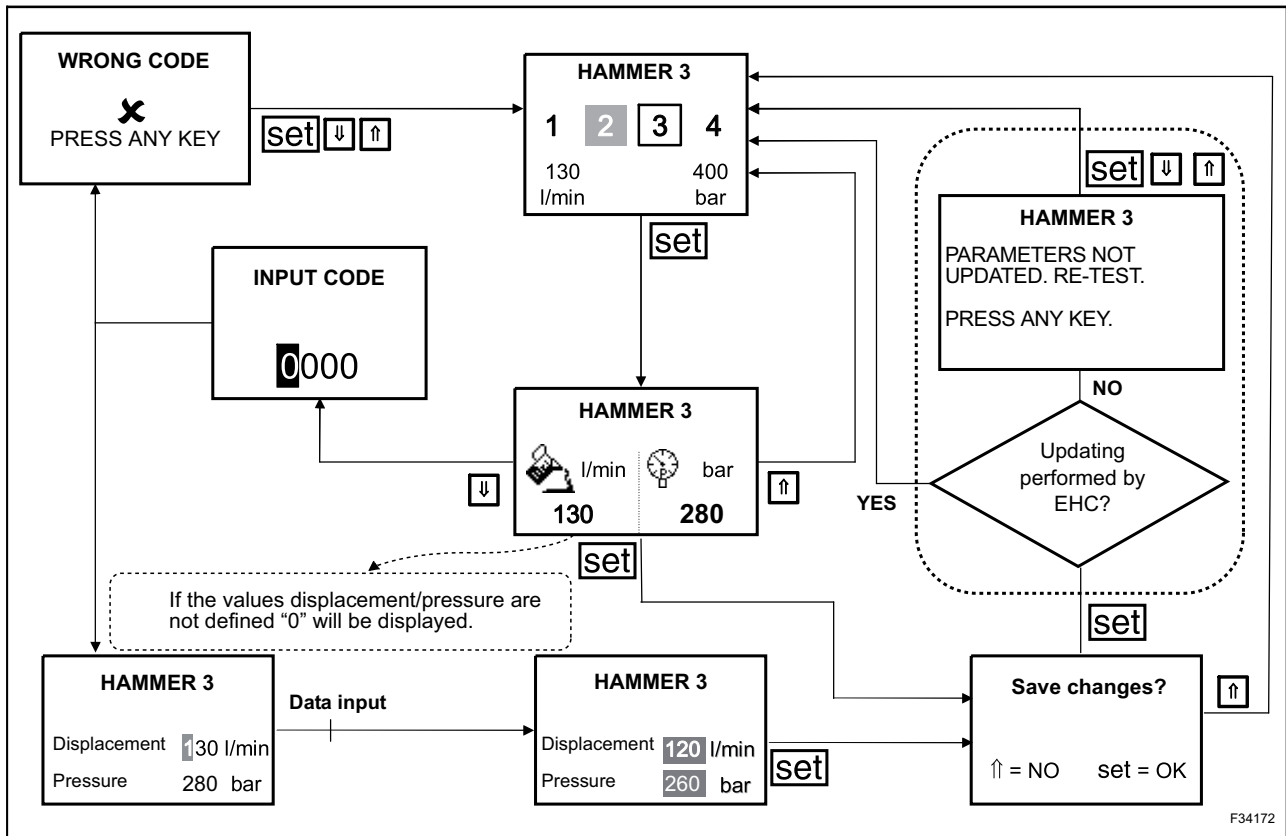 WRONG CODE
✘
PRESS ANY KEY
set ⇓ ⇑
HAMMER 3
1 2 3 4
130 400
l/min bar
set
set ⇓ ⇑
HAMMER 3
PARAMETERS NOT
UPDATED. RE-TEST.
PRESS ANY KEY.
NO
Updating
performed by
EHC?
YES
set
INPUT CODE
0000
HAMMER 3
l/min P bar
130 280
⇓
⇑
set
If the values displacement/pressure are
not defined “0” will be displayed.
HAMMER 3
Displacement 130 l/min
Pressure 280 bar
Data input
HAMMER 3
Displacement 120 l/min
Pressure 260 bar
set
Save changes?
⇑ = NO set = OK
⇑
F34172